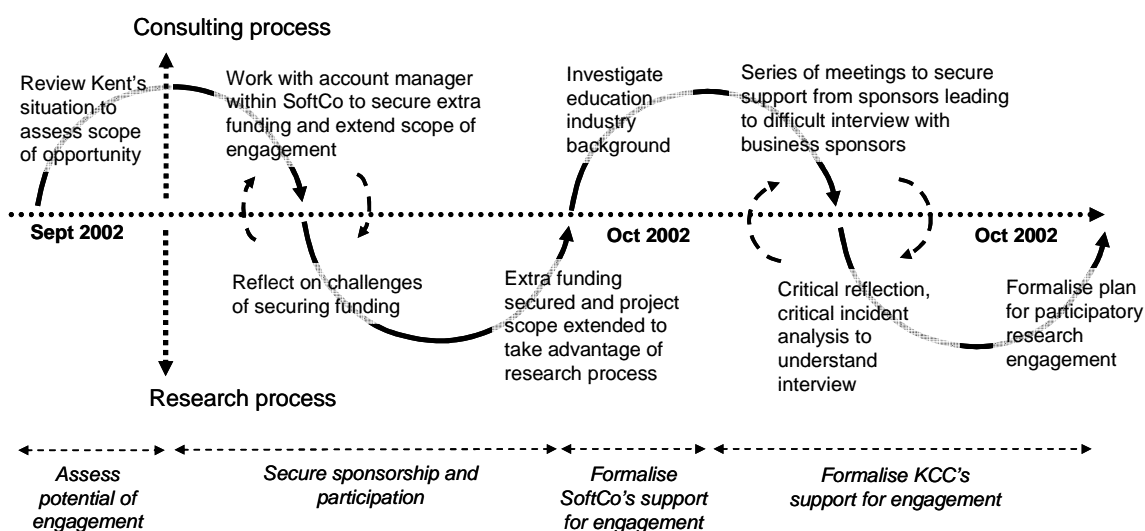 Consulting process
Review Kent's
situation to
assess scope
of opportunity
Work with account manager
within SoftCo to secure extra
funding and extend scope of
engagement
Investigate
education
industry
background
Series of meetings to secure
support from sponsors leading
to difficult interview with
business sponsors
Sept 2002
Oct 2002
Oct 2002
Reflect on challenges
of securing funding
Extra funding
secured and project
scope extended to
take advantage of
research process
Critical reflection,
critical incident
analysis to
understand
interview
Formalise plan
for participatory
research
engagement
Research process
Assess
potential of
engagement
Secure sponsorship and
participation
Formalise
SoftCo's support
for engagement
Formalise KCC's
support for engagement